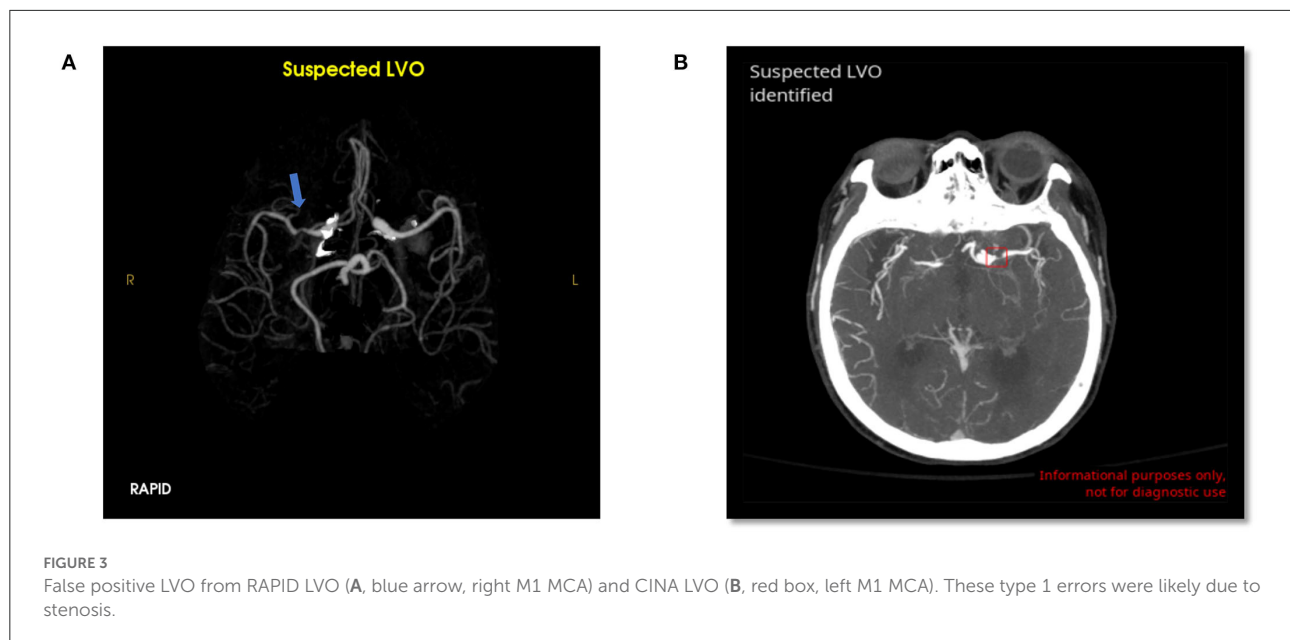 A
Suspected LVO
R
L
RAPID
B
Suspected LVO
identified
Informational purposes only,
not for diagnostic use
FIGURE 3
False positive LVO from RAPID LVO (A, blue arrow, right M1 MCA) and CINA LVO (B, red box, left M1 MCA). These type 1 errors were likely due to
stenosis.